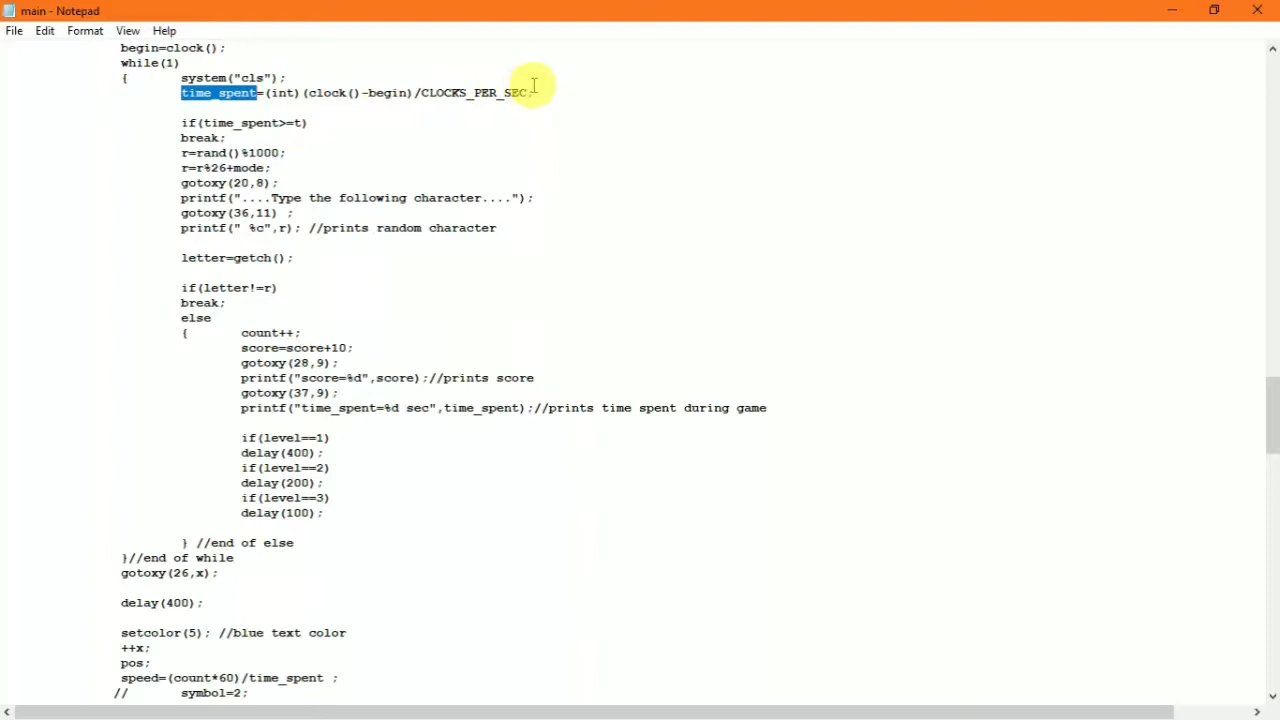 main - Notepad
File Edit Format View Help
begin=clock();
while(1)
{ system("cls");
time_spent=(int)(clock()-begin)/CLOCKS_PER_SEC;
if(time_spent>=t)
break;
r=rand()%1000;
r=r%26+mode;
gotoxy(20,8);
printf("....Type the following character....");
gotoxy(36,11) ;
printf(" %c",r); //prints random character
letter=getch();
if(letter!=r)
break;
else
{ count++;
score=score+10;
gotoxy(28,9);
printf("score=%d",score);//prints score
gotoxy(37,9);
printf("time_spent=%d sec",time_spent);//prints time spent during game
if(level==1)
delay(400);
if(level==2)
delay(200);
if(level==3)
delay(100);
} //end of else
}//end of while
gotoxy(26,x);
delay(400);
setcolor(5); //blue text color
++x;
pos;
speed=(count*60)/time_spent ;
// symbol=2;